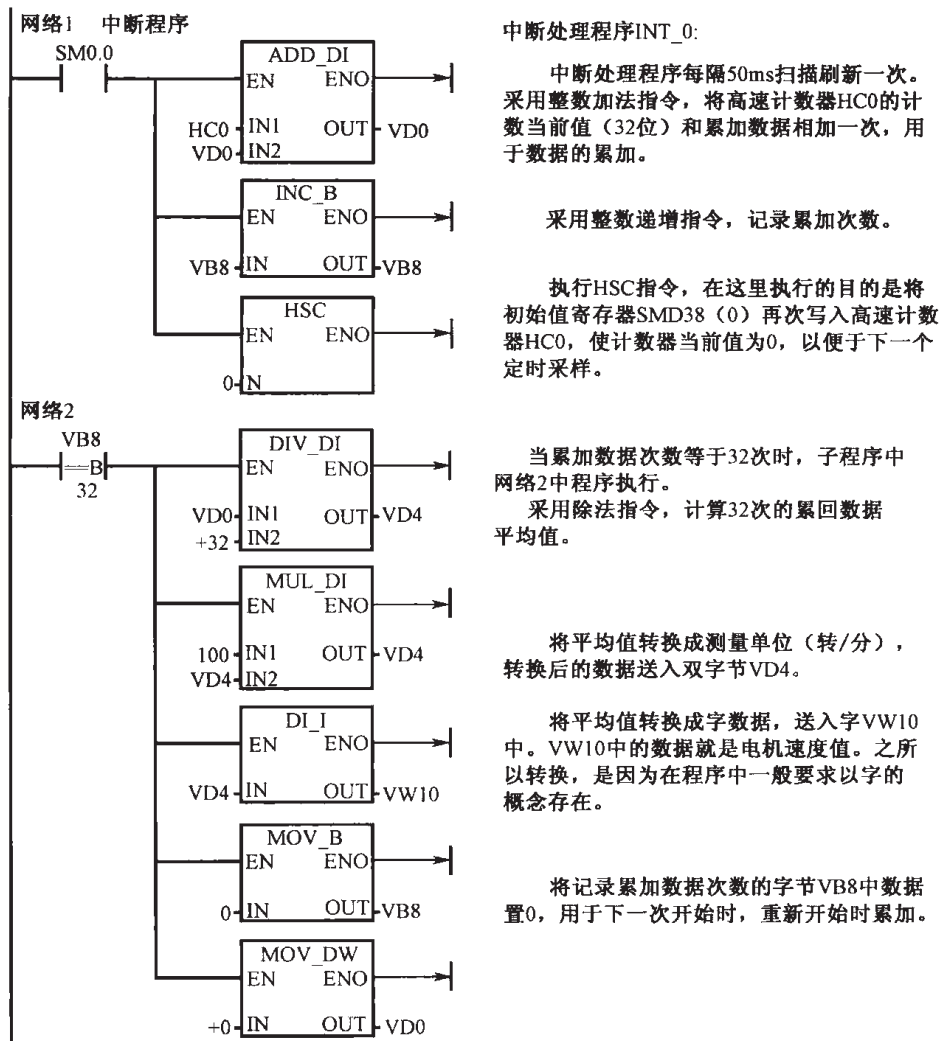 网络1 中断程序
SM0.0
ADD_DI
EN ENO
HC0 IN1 OUT VD0
VD0 IN2
INC_B
EN ENO
VB8 IN OUT VB8
HSC
EN ENO
0 N
网络2
VB8
==B
32
DIV_DI
EN ENO
VD0 IN1 OUT VD4
+32 IN2
MUL_DI
EN ENO
100 IN1 OUT VD4
VD4 IN2
DI_I
EN ENO
VD4 IN OUT VW10
MOV_B
EN ENO
0 IN OUT VB8
MOV_DW
EN ENO
+0 IN OUT VD0
中断处理程序INT_0:
中断处理程序每隔50ms扫描刷新一次。
采用整数加法指令，将高速计数器HC0的计
数当前值（32位）和累加数据相加一次，用
于数据的累加。
采用整数递增指令，记录累加次数。
执行HSC指令，在这里执行的目的是将
初始值寄存器SMD38（0）再次写入高速计数
器HC0，使计数器当前值为0，以便于下一个
定时采样。
当累加数据次数等于32次时，子程序中
网络2中程序执行。
采用除法指令，计算32次的累回数据
平均值。
将平均值转换成测量单位（转/分），
转换后的数据送入双字节VD4。
将平均值转换成字数据，送入字VW10
中。VW10中的数据就是电机速度值。之所
以转换，是因为在程序中一般要求以字的
概念存在。
将记录累加数据次数的字节VB8中数据
置0，用于下一次开始时，重新开始时累加。